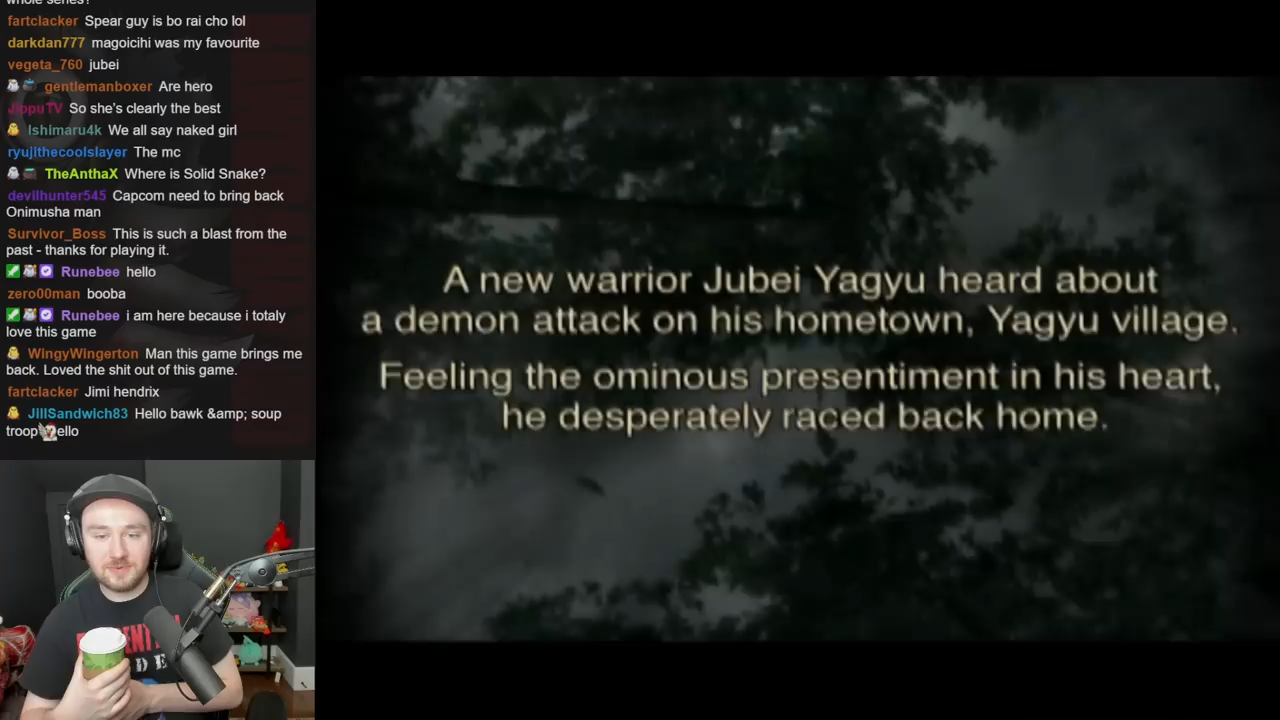 whole series?
fartclacker Spear guy is bo rai cho lol
darkdan777 magoicihi was my favourite
vegeta_760 jubei
gentlemanboxer Are hero
JippuTV So she's clearly the best
Ishimaru4k We all say naked girl
ryujithecoolslayer The mc
TheAnthaX Where is Solid Snake?
devilhunter545 Capcom need to bring back
Onimusha man
Survivor_Boss This is such a blast from the
past - thanks for playing it.
Runebee hello
zero00man booba
Runebee i am here because i totaly
love this game
WingyWingerton Man this game brings me
back. Loved the shit out of this game.
fartclacker Jimi hendrix
JillSandwich83 Hello bawk &amp; soup
troop ello
A new warrior Jubei Yagyu heard about
a demon attack on his hometown, Yagyu village.
Feeling the ominous presentiment in his heart,
he desperately raced back home.